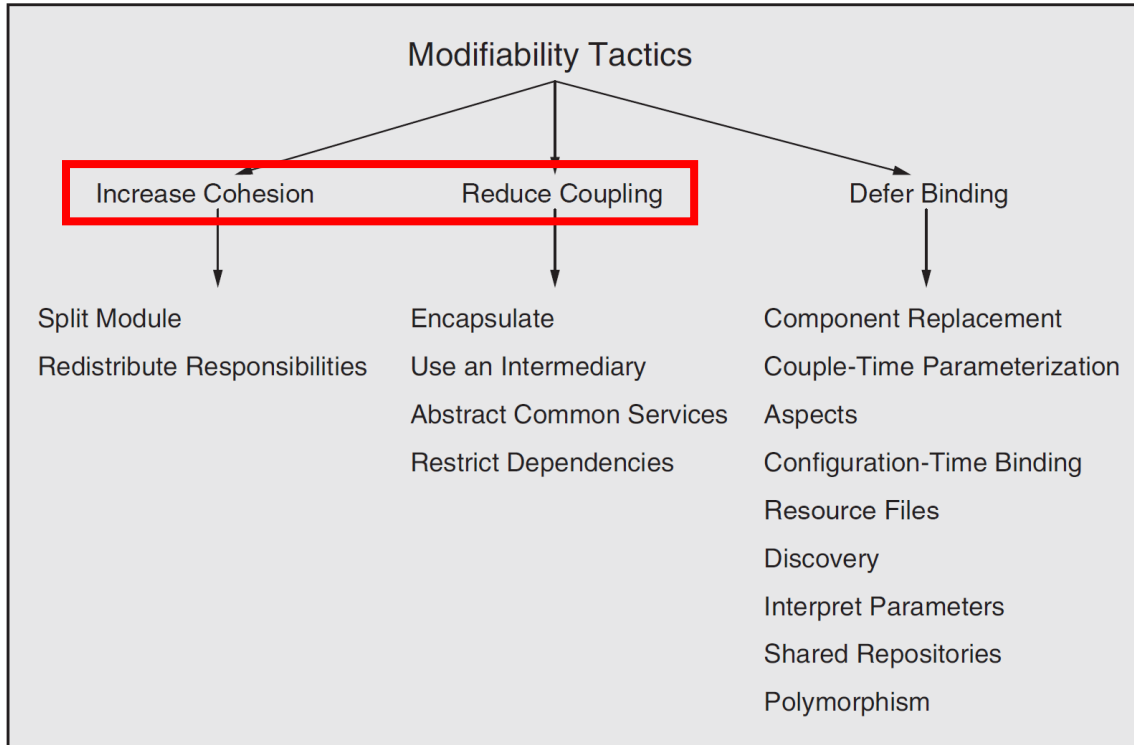 Modifiability Tactics
Increase Cohesion
Reduce Coupling
Defer Binding
Split Module
Redistribute Responsibilities
Encapsulate
Use an Intermediary
Abstract Common Services
Restrict Dependencies
Component Replacement
Couple-Time Parameterization
Aspects
Configuration-Time Binding
Resource Files
Discovery
Interpret Parameters
Shared Repositories
Polymorphism